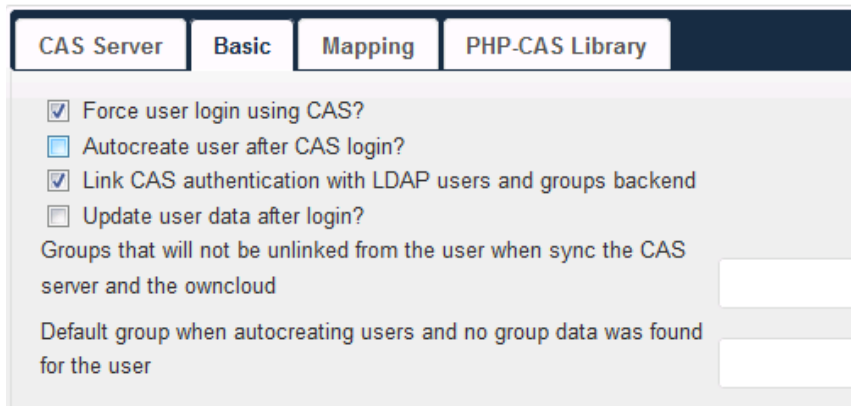 CAS Server Basic Mapping PHP-CAS Library
Force user login using CAS?
Autocreate user after CAS login?
Link CAS authentication with LDAP users and groups backend
Update user data after login?
Groups that will not be unlinked from the user when sync the CAS
server and the owncloud
Default group when autocreating users and no group data was found
for the user